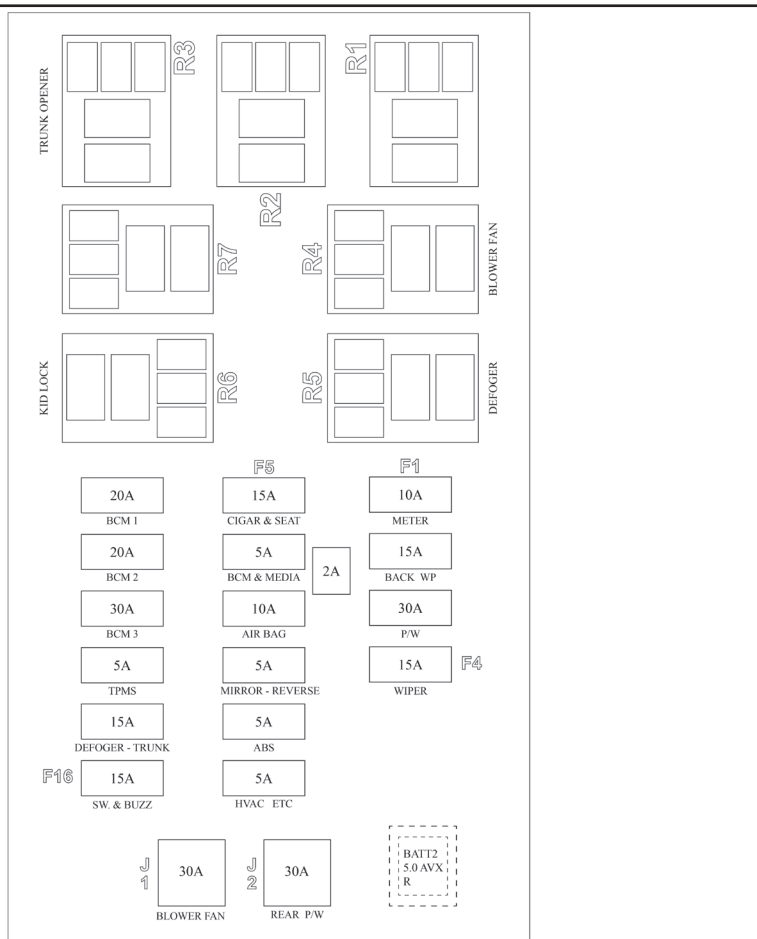 TRUNK OPENER
R3
R2
R1
R7
R4
BLOWER FAN
KID LOCK
R6
R5
DEFOGER
F5
F1
20A
15A
10A
BCM 1
CIGAR & SEAT
METER
20A
5A
2A
15A
BCM 2
BCM & MEDIA
BACK WP
30A
10A
30A
BCM 3
AIR BAG
P/W
5A
5A
15A
F4
TPMS
MIRROR - REVERSE
WIPER
15A
5A
DEFOGER - TRUNK
ABS
F16
15A
5A
SW. & BUZZ
HVAC ETC
J1
30A
BLOWER FAN
J2
30A
REAR P/W
BATT2
5.0 AVX
R